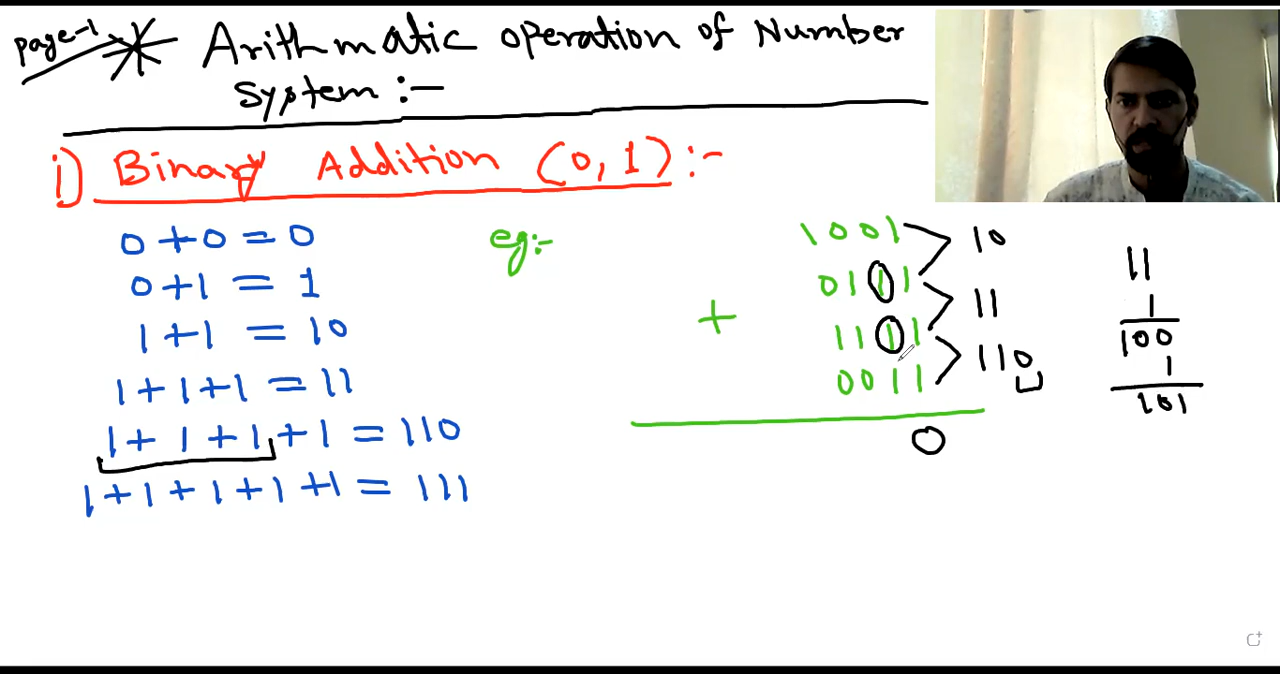 page-1 Arithmatic operation of Number
System :-
i) Binary Addition (0, 1) :-
0 + 0 = 0
0 + 1 = 1
1 + 1 = 10
1 + 1 + 1 = 11
1 + 1 + 1 + 1 = 110
1 + 1 + 1 + 1 + 1 = 111
eg:-
1001
0111
+ 1111
0011
0
10
11
110
11
1
100
1
101